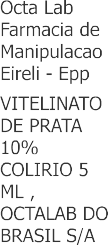 Octa Lab
Farmacia de
Manipulacao
Eireli - Epp
VITELINATO
DE PRATA
10%
COLIRIO 5
ML ,
OCTALAB DO
BRASIL S/A